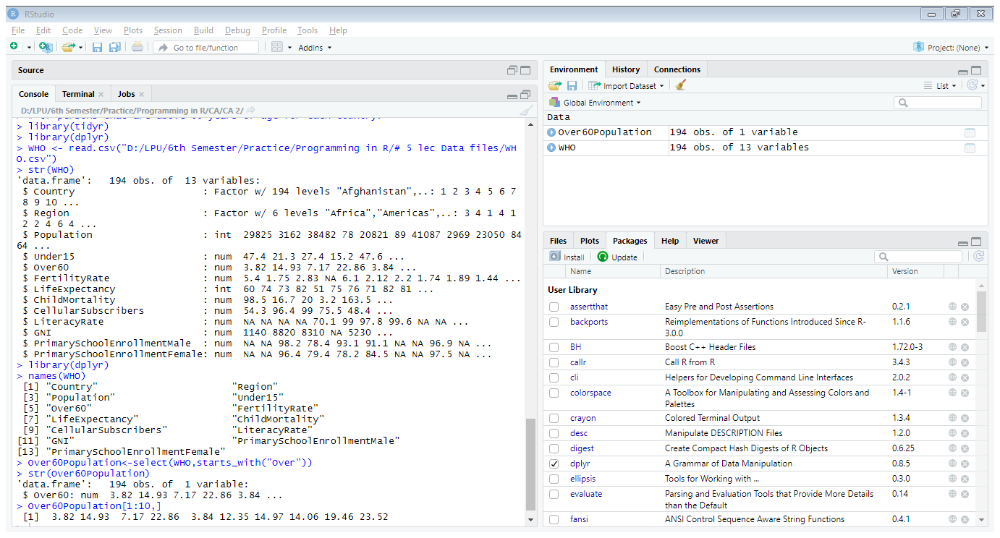 RStudio
File Edit Code View Plots Session Build Debug Profile Tools Help
Go to file/function Addins Project: (None)
Source
Console Terminal Jobs
D:/LPU/6th Semester/Practice/Programming in R/CA/CA 2/
> library(tidyr)
> library(dplyr)
> WHO <- read.csv("D:/LPU/6th Semester/Practice/Programming in R/# 5 lec Data files/WH
O.csv")
> str(WHO)
'data.frame': 194 obs. of 13 variables:
$ Country : Factor w/ 194 levels "Afghanistan",..: 1 2 3 4 5 6 7
8 9 10 ...
$ Region : Factor w/ 6 levels "Africa","Americas",..: 3 4 1 4 1
2 2 4 6 4 ...
$ Population : int 29825 3162 38482 78 20821 89 41087 2969 23050 84
64 ...
$ Under15 : num 47.4 21.3 27.4 15.2 47.6 ...
$ Over60 : num 3.82 14.93 7.17 22.86 3.84 ...
$ FertilityRate : num 5.4 1.75 2.83 NA 6.1 2.12 2.2 1.74 1.89 1.44 ...
$ LifeExpectancy : int 60 74 73 82 51 75 76 71 82 81 ...
$ ChildMortality : num 98.5 16.7 20 3.2 163.5 ...
$ CellularSubscribers : num 54.3 96.4 99 75.5 48.4 ...
$ LiteracyRate : num NA NA NA NA 70.1 99 97.8 99.6 NA NA ...
$ GNI : num 1140 8820 8310 NA 5230 ...
$ PrimarySchoolEnrollmentMale : num NA NA 98.2 78.4 93.1 91.1 NA NA 96.9 NA ...
$ PrimarySchoolEnrollmentFemale: num NA NA 96.4 79.4 78.2 84.5 NA NA 97.5 NA ...
> library(dplyr)
> names(WHO)
[1] "Country" "Region"
[3] "Population" "Under15"
[5] "Over60" "FertilityRate"
[7] "LifeExpectancy" "ChildMortality"
[9] "CellularSubscribers" "LiteracyRate"
[11] "GNI" "PrimarySchoolEnrollmentMale"
[13] "PrimarySchoolEnrollmentFemale"
> Over60Population<-select(WHO,starts_with("Over"))
> str(Over60Population)
'data.frame': 194 obs. of 1 variable:
$ Over60: num 3.82 14.93 7.17 22.86 3.84 ...
> Over60Population[1:10,]
[1] 3.82 14.93 7.17 22.86 3.84 12.35 14.97 14.06 19.46 23.52
Environment History Connections
Import Dataset List
Global Environment
Data
Over60Population 194 obs. of 1 variable
WHO 194 obs. of 13 variables
Files Plots Packages Help Viewer
Install Update
Name Description Version
User Library
assertthat Easy Pre and Post Assertions 0.2.1
backports Reimplementations of Functions Introduced Since R- 1.1.6
3.0.0
BH Boost C++ Header Files 1.72.0-3
callr Call R from R 3.4.3
cli Helpers for Developing Command Line Interfaces 2.0.2
colorspace A Toolbox for Manipulating and Assessing Colors and 1.4-1
Palettes
crayon Colored Terminal Output 1.3.4
desc Manipulate DESCRIPTION Files 1.2.0
digest Create Compact Hash Digests of R Objects 0.6.25
dplyr A Grammar of Data Manipulation 0.8.5
ellipsis Tools for Working with ... 0.3.0
evaluate Parsing and Evaluation Tools that Provide More Details 0.14
than the Default
fansi ANSI Control Sequence Aware String Functions 0.4.1